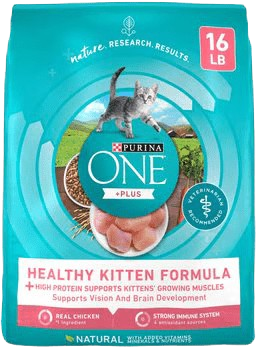 nature. RESEARCH. RESULTS.
16
LB
PURINA
ONE
+PLUS
VETERINARIAN
RECOMMENDED
HEALTHY KITTEN FORMULA
+HIGH PROTEIN SUPPORTS KITTENS' GROWING MUSCLES
Supports Vision And Brain Development
REAL CHICKEN
#1 Ingredient
STRONG IMMUNE SYSTEM
4 antioxidant sources
NATURAL WITH ADDED VITAMINS,
MINERALS & NUTRIENTS